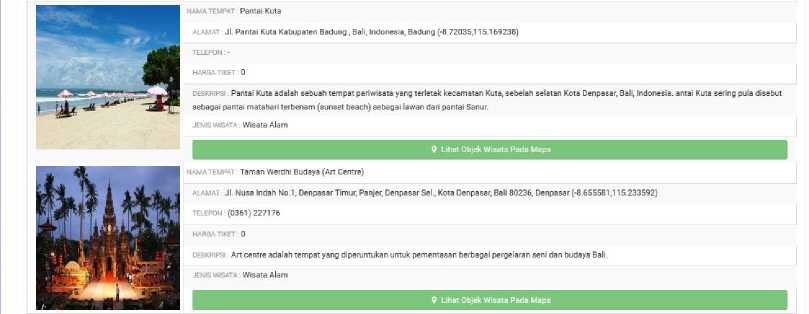 NAMA TEMPAT : Pantai Kuta
ALAMAT : Jl. Pantai Kuta Kabupaten Badung , Bali, Indonesia, Badung (-8.72035,115.169238)
TELEPON : -
HARGA TIKET : 0
DESKRIPSI : Pantai Kuta adalah sebuah tempat pariwisata yang terletak kecamatan Kuta, sebelah selatan Kota Denpasar, Bali, Indonesia. antai Kuta sering pula disebut
sebagai pantai matahari terbenam (sunset beach) sebagai lawan dari pantai Sanur.
JENIS WISATA : Wisata Alam
Lihat Objek Wisata Pada Maps
NAMA TEMPAT : Taman Werdhi Budaya (Art Centre)
ALAMAT : Jl. Nusa Indah No.1, Denpasar Timur, Panjer, Denpasar Sel., Kota Denpasar, Bali 80236, Denpasar (-8.655581,115.233592)
TELEPON : (0361) 227176
HARGA TIKET : 0
DESKRIPSI : Art centre adalah tempat yang diperuntukan untuk pementasan berbagai pergelaran seni dan budaya Bali.
JENIS WISATA : Wisata Alam
Lihat Objek Wisata Pada Maps